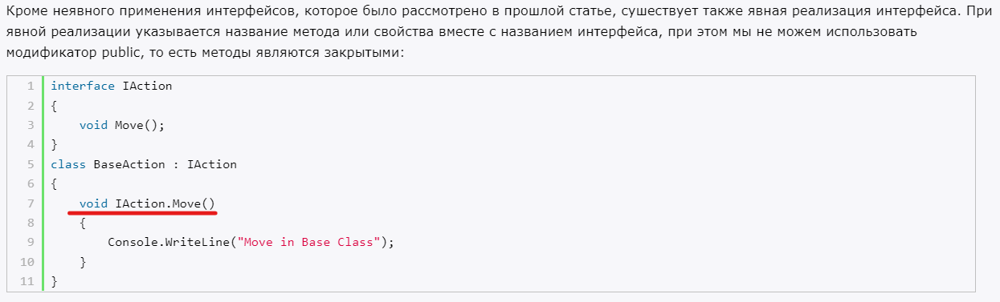 Кроме неявного применения интерфейсов, которое было рассмотрено в прошлой статье, сушествует также явная реализация интерфейса. При
явной реализации указывается название метода или свойства вместе с названием интерфейса, при этом мы не можем использовать
модификатор public, то есть методы являются закрытыми:
1 interface IAction
2 {
3     void Move();
4 }
5 class BaseAction : IAction
6 {
7     void IAction.Move()
8     {
9         Console.WriteLine("Move in Base Class");
10     }
11 }